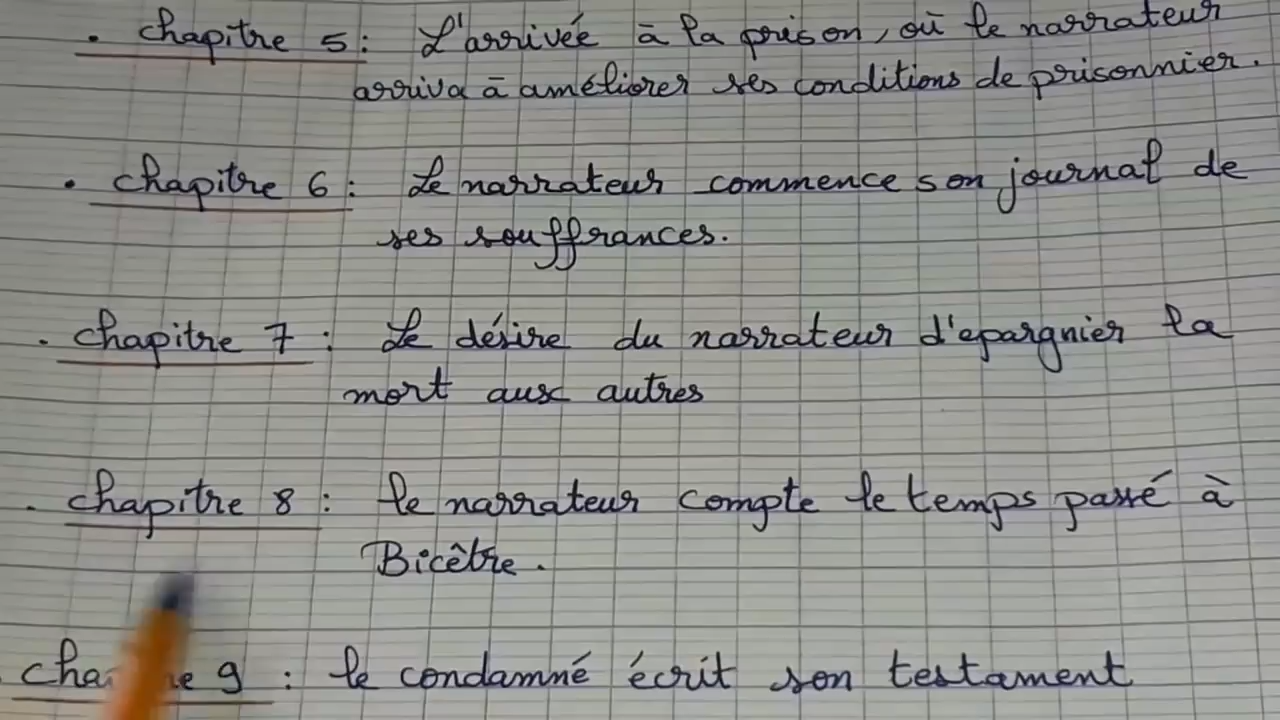 . chapitre 5 : L'arrivée à la prison, où le narrateur
arriva à améliorer ses conditions de prisonnier.
. chapitre 6 : Le narrateur commence son journal de
ses souffrances.
. chapitre 7 : Le désire du narrateur d'epargnier la
mort aux autres
. chapitre 8 : le narrateur compte le temps passé à
Bicêtre.
. 9 : le condamné écrit son testament